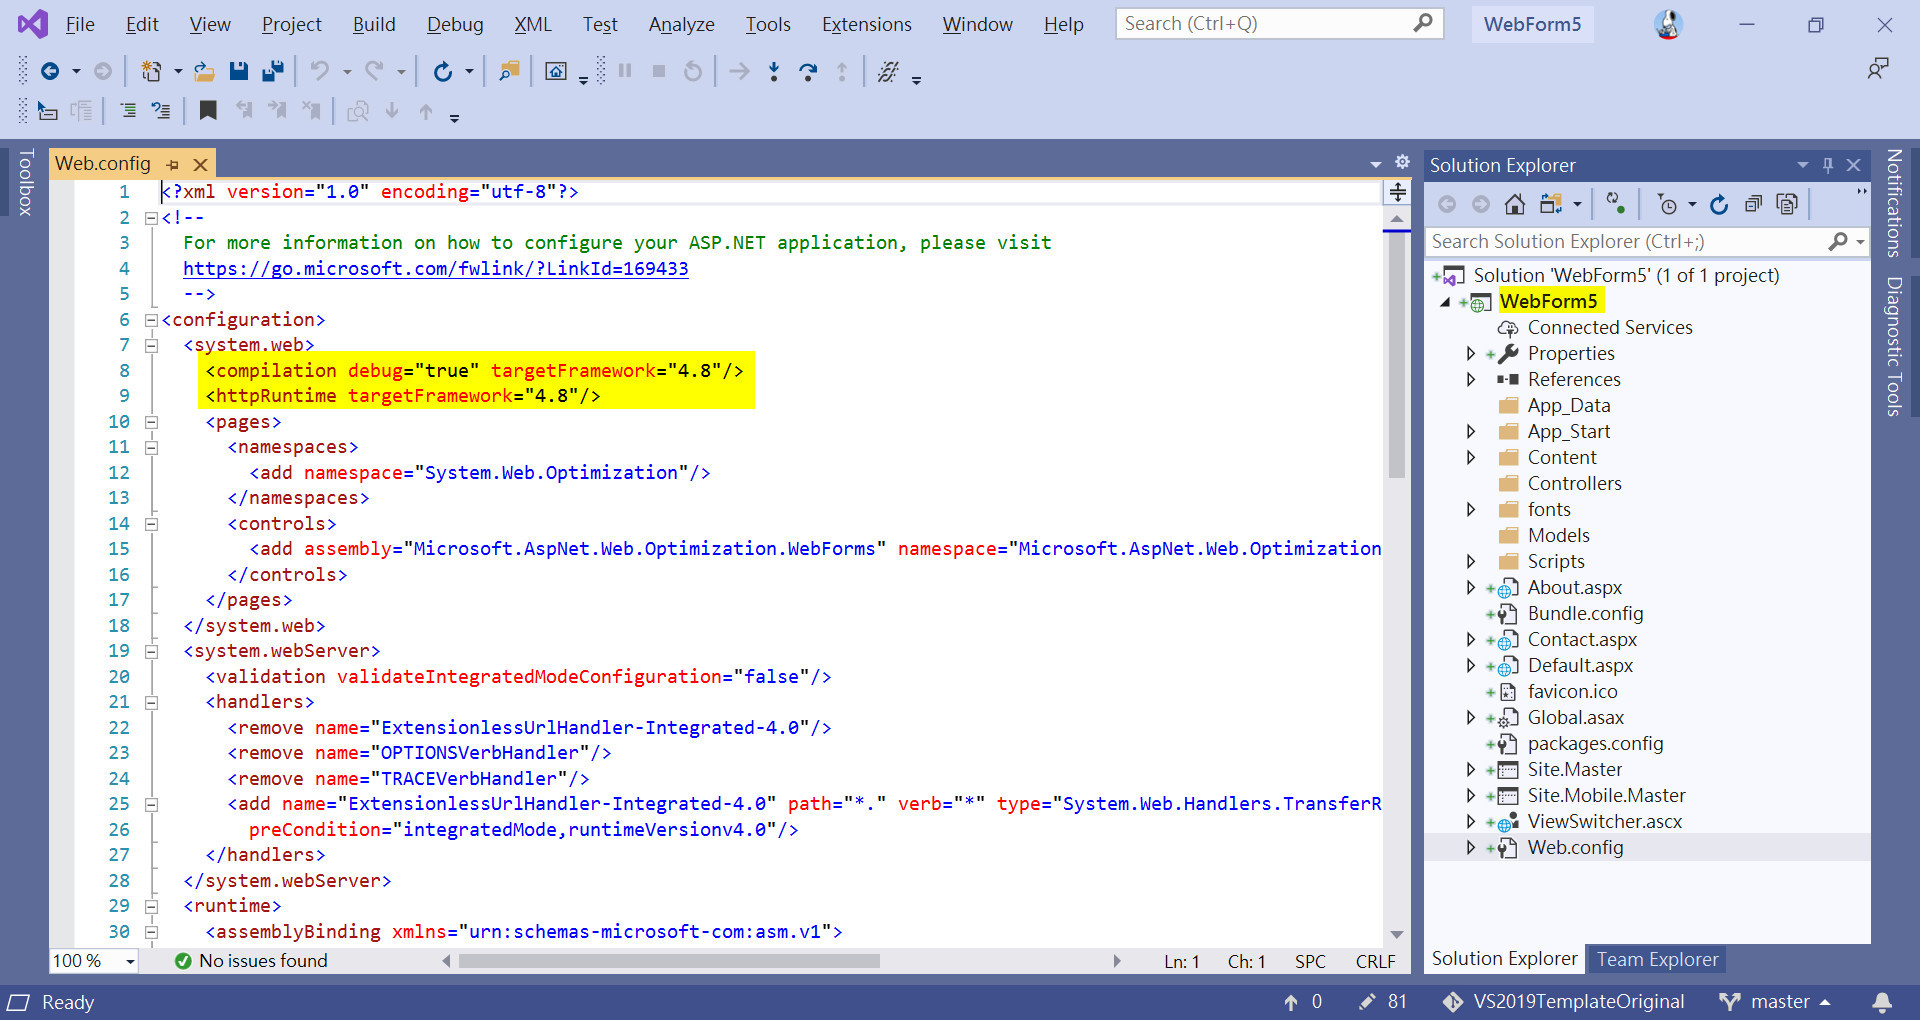 File Edit View Project Build Debug XML Test Analyze Tools Extensions Window Help Search (Ctrl+Q) WebForm5
Toolbox
Web.config
1 <?xml version="1.0" encoding="utf-8"?>
2 <!--
3 For more information on how to configure your ASP.NET application, please visit
4 https://go.microsoft.com/fwlink/?LinkId=169433
5 -->
6 <configuration>
7 <system.web>
8 <compilation debug="true" targetFramework="4.8"/>
9 <httpRuntime targetFramework="4.8"/>
10 <pages>
11 <namespaces>
12 <add namespace="System.Web.Optimization"/>
13 </namespaces>
14 <controls>
15 <add assembly="Microsoft.AspNet.Web.Optimization.WebForms" namespace="Microsoft.AspNet.Web.Optimization
16 </controls>
17 </pages>
18 </system.web>
19 <system.webServer>
20 <validation validateIntegratedModeConfiguration="false"/>
21 <handlers>
22 <remove name="ExtensionlessUrlHandler-Integrated-4.0"/>
23 <remove name="OPTIONSVerbHandler"/>
24 <remove name="TRACEVerbHandler"/>
25 <add name="ExtensionlessUrlHandler-Integrated-4.0" path="*." verb="*" type="System.Web.Handlers.TransferR
26 preCondition="integratedMode,runtimeVersionv4.0"/>
27 </handlers>
28 </system.webServer>
29 <runtime>
30 <assemblyBinding xmlns="urn:schemas-microsoft-com:asm.v1">
100 % No issues found Ln: 1 Ch: 1 SPC CRLF
Solution Explorer
Search Solution Explorer (Ctrl+;)
Solution 'WebForm5' (1 of 1 project)
WebForm5
Connected Services
Properties
References
App_Data
App_Start
Content
Controllers
fonts
Models
Scripts
About.aspx
Bundle.config
Contact.aspx
Default.aspx
favicon.ico
Global.asax
packages.config
Site.Master
Site.Mobile.Master
ViewSwitcher.ascx
Web.config
Solution Explorer Team Explorer
Notifications
Diagnostic Tools
Ready 0 81 VS2019TemplateOriginal master